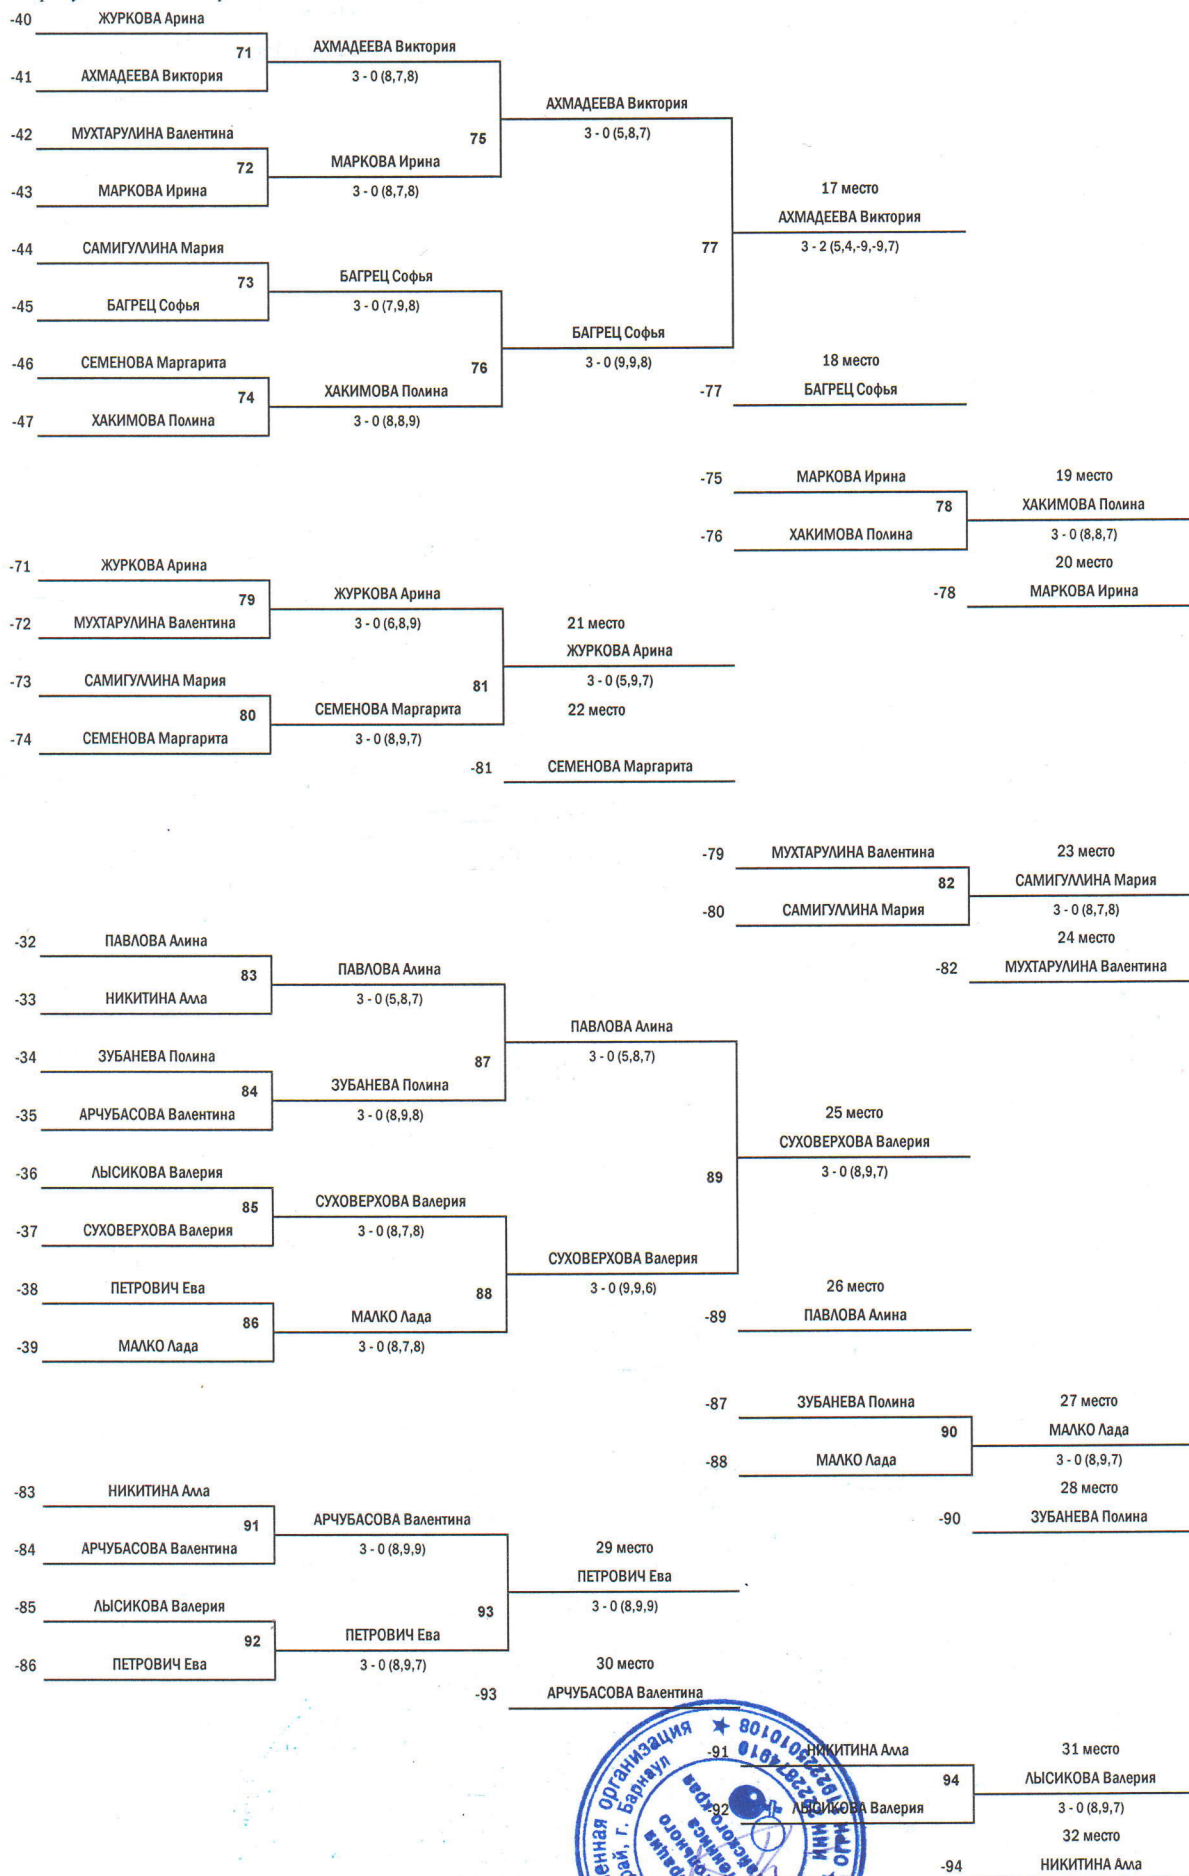 -40 ЖУРКОВА Арина
71 АХМАДЕЕВА Виктория
-41 АХМАДЕЕВА Виктория 3 - 0 (8,7,8)
АХМАДЕЕВА Виктория
-42 МУХТАРУЛИНА Валентина 75 3 - 0 (5,8,7)
72 МАРКОВА Ирина
-43 МАРКОВА Ирина 3 - 0 (8,7,8)
17 место
АХМАДЕЕВА Виктория
77 3 - 2 (5,4,-9,-9,7)
-44 САМИГУЛЛИНА Мария
73 БАГРЕЦ Софья
-45 БАГРЕЦ Софья 3 - 0 (7,9,8)
БАГРЕЦ Софья
-46 СЕМЕНОВА Маргарита 76 3 - 0 (9,9,8)
74 ХАКИМОВА Полина
-47 ХАКИМОВА Полина 3 - 0 (8,8,9)
18 место
-77 БАГРЕЦ Софья
-75 МАРКОВА Ирина 19 место
78 ХАКИМОВА Полина
-76 ХАКИМОВА Полина 3 - 0 (8,8,7)
20 место
-78 МАРКОВА Ирина
-71 ЖУРКОВА Арина
79 ЖУРКОВА Арина
-72 МУХТАРУЛИНА Валентина 3 - 0 (6,8,9)
21 место
ЖУРКОВА Арина
-73 САМИГУЛЛИНА Мария 81 3 - 0 (5,9,7)
80 СЕМЕНОВА Маргарита 22 место
-74 СЕМЕНОВА Маргарита 3 - 0 (8,9,7)
-81 СЕМЕНОВА Маргарита
-79 МУХТАРУЛИНА Валентина 23 место
82 САМИГУЛЛИНА Мария
-80 САМИГУЛЛИНА Мария 3 - 0 (8,7,8)
24 место
-82 МУХТАРУЛИНА Валентина
-32 ПАВЛОВА Алина
83 ПАВЛОВА Алина
-33 НИКИТИНА Алла 3 - 0 (5,8,7)
ПАВЛОВА Алина
-34 ЗУБАНЕВА Полина 87 3 - 0 (5,8,7)
84 ЗУБАНЕВА Полина
-35 АРЧУБАСОВА Валентина 3 - 0 (8,9,8)
25 место
СУХОВЕРХОВА Валерия
89 3 - 0 (8,9,7)
-36 ЛЫСИКОВА Валерия
85 СУХОВЕРХОВА Валерия
-37 СУХОВЕРХОВА Валерия 3 - 0 (8,7,8)
СУХОВЕРХОВА Валерия
-38 ПЕТРОВИЧ Ева 88 3 - 0 (9,9,6)
86 МАЛКО Лада
-39 МАЛКО Лада 3 - 0 (8,7,8)
26 место
-89 ПАВЛОВА Алина
-87 ЗУБАНЕВА Полина 27 место
90 МАЛКО Лада
-88 МАЛКО Лада 3 - 0 (8,9,7)
28 место
-90 ЗУБАНЕВА Полина
-83 НИКИТИНА Алла
91 АРЧУБАСОВА Валентина
-84 АРЧУБАСОВА Валентина 3 - 0 (8,9,9)
29 место
ПЕТРОВИЧ Ева
-85 ЛЫСИКОВА Валерия 93 3 - 0 (8,9,9)
92 ПЕТРОВИЧ Ева
-86 ПЕТРОВИЧ Ева 3 - 0 (8,9,7)
30 место
-93 АРЧУБАСОВА Валентина
-91 НИКИТИНА Алла 31 место
94 ЛЫСИКОВА Валерия
-92 ЛЫСИКОВА Валерия 3 - 0 (8,9,7)
32 место
-94 НИКИТИНА Алла
организация
г. Барнаул